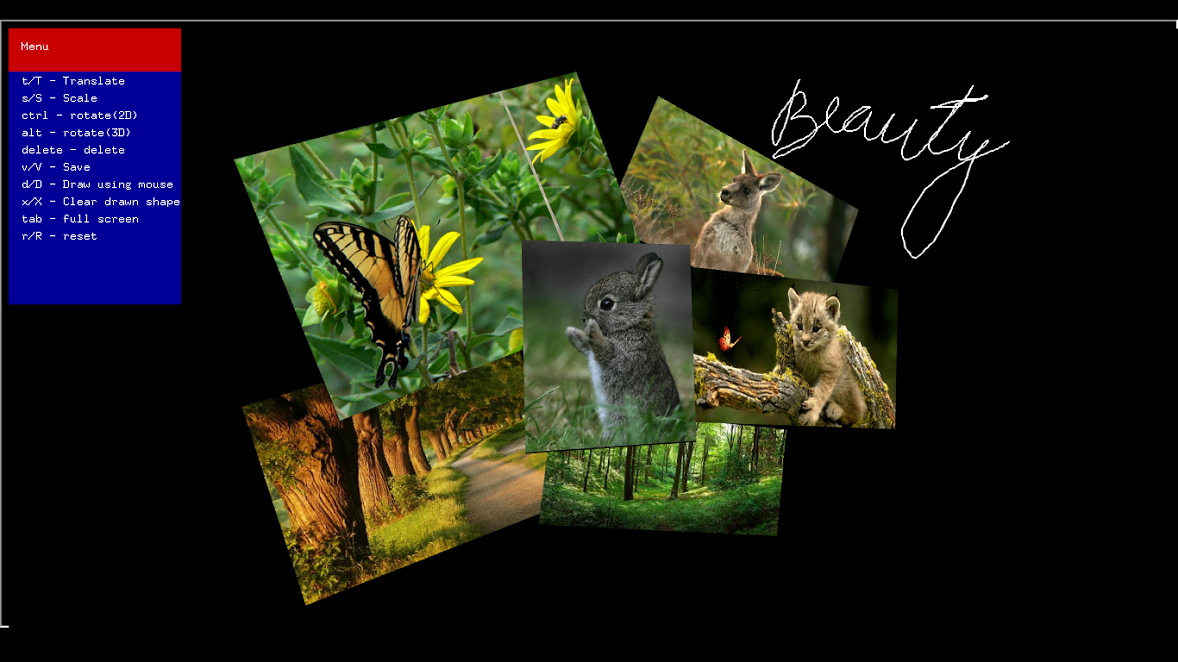 Menu
t/T - Translate
s/S - Scale
ctrl - rotate(2D)
alt - rotate(3D)
delete - delete
v/V - Save
d/D - Draw using mouse
x/X - Clear drawn shape
tab - full screen
r/R - reset
Beauty